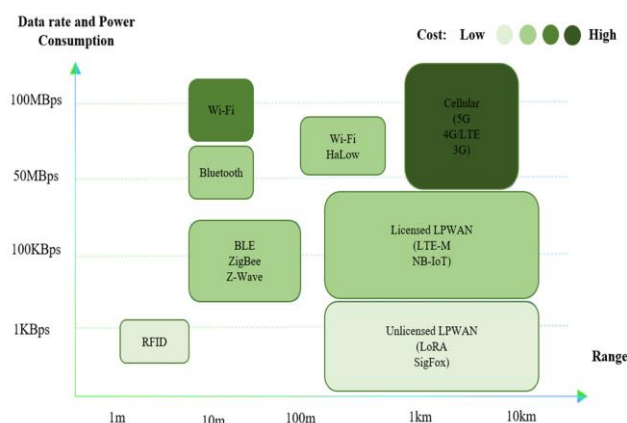 Data rate and Power
Consumption
Cost: Low High
100MBps
Wi-Fi
Cellular
(5G
4G/LTE
3G)
Wi-Fi
HaLow
Bluetooth
50MBps
BLE
ZigBee
Z-Wave
Licensed LPWAN
(LTE-M
NB-IoT)
100KBps
1KBps
RFID
Unlicensed LPWAN
(LoRA
SigFox)
Range
1m 10m 100m 1km 10km